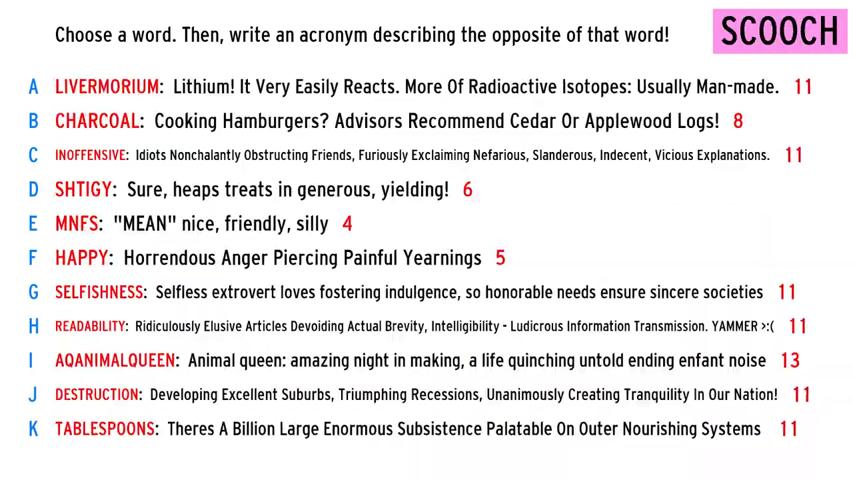 Choose a word. Then, write an acronym describing the opposite of that word!
SCOOCH
A LIVERMORIUM: Lithium! It Very Easily Reacts. More Of Radioactive Isotopes: Usually Man-made. 11
B CHARCOAL: Cooking Hamburgers? Advisors Recommend Cedar Or Applewood Logs! 8
C INOFFENSIVE: Idiots Nonchalantly Obstructing Friends, Furiously Exclaiming Nefarious, Slanderous, Indecent, Vicious Explanations. 11
D SHTIGY: Sure, heaps treats in generous, yielding! 6
E MNFS: "MEAN" nice, friendly, silly 4
F HAPPY: Horrendous Anger Piercing Painful Yearnings 5
G SELFISHNESS: Selfless extrovert loves fostering indulgence, so honorable needs ensure sincere societies 11
H READABILITY: Ridiculously Elusive Articles Devoiding Actual Brevity, Intelligibility - Ludicrous Information Transmission. YAMMER >:( 11
I AQANIMALQUEEN: Animal queen: amazing night in making, a life quinching untold ending enfant noise 13
J DESTRUCTION: Developing Excellent Suburbs, Triumphing Recessions, Unanimously Creating Tranquility In Our Nation! 11
K TABLESPOONS: Theres A Billion Large Enormous Subsistence Palatable On Outer Nourishing Systems 11